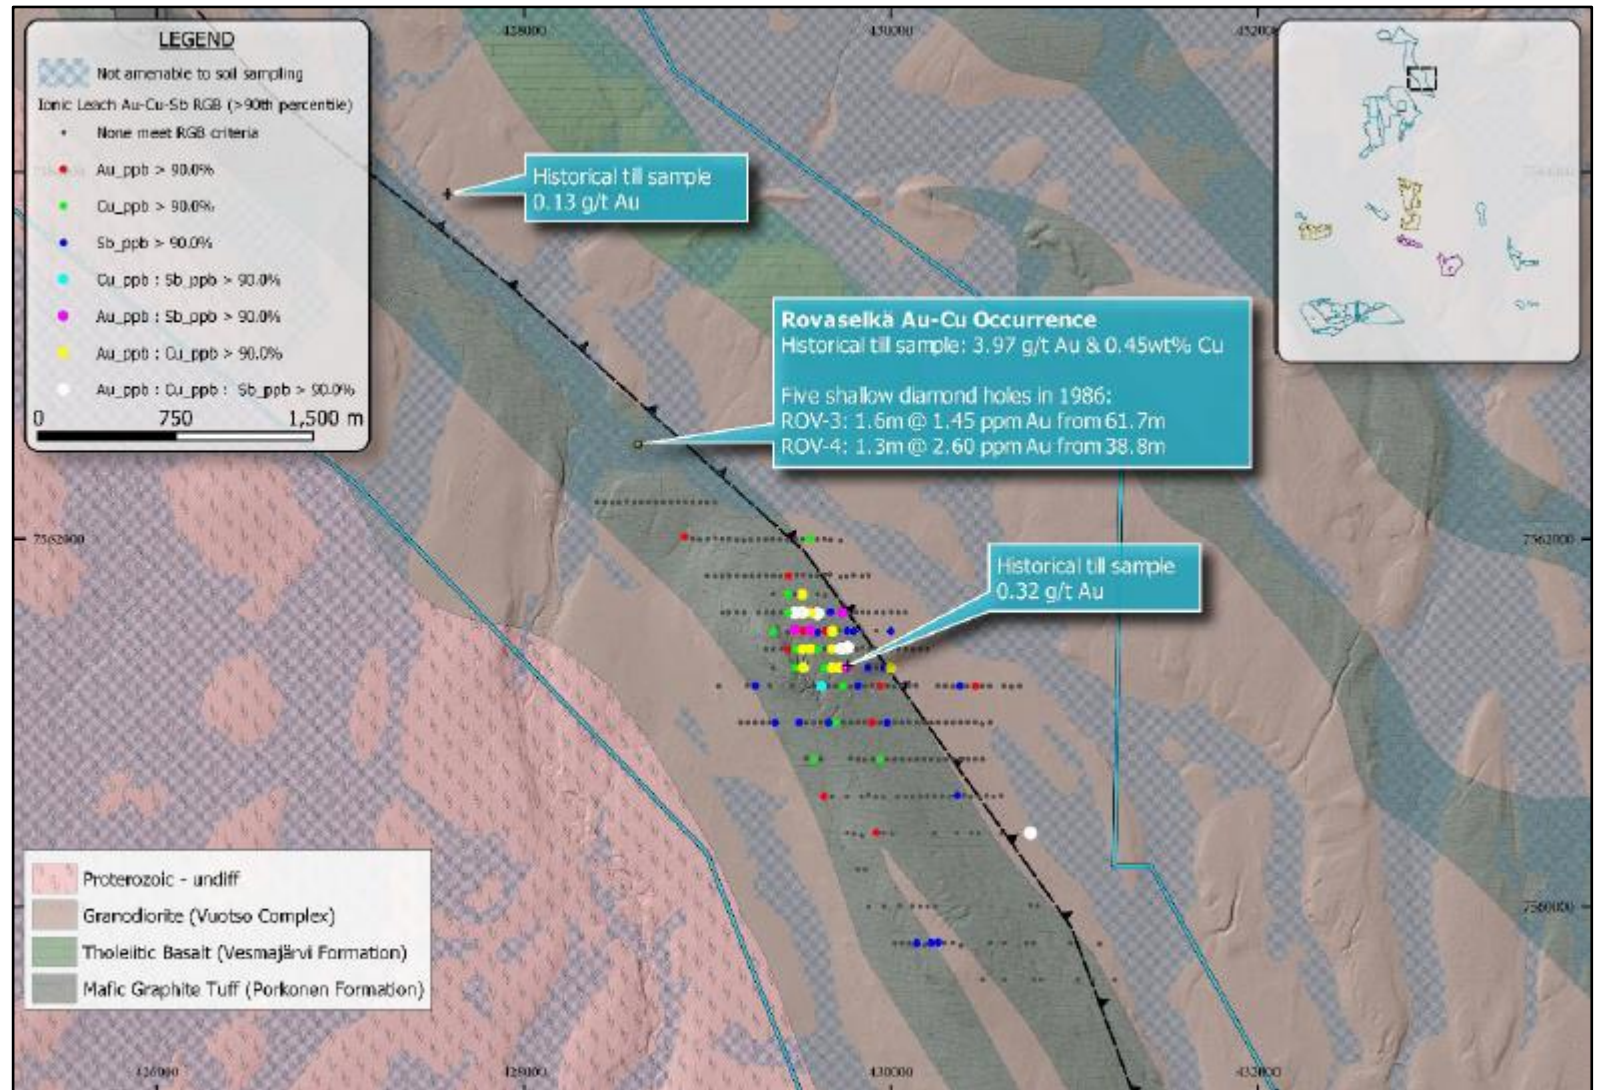 428000
430000
LEGEND
Not amenable to soil sampling
Ionic Leach Au-Cu-Sb RGB (>90th percentile)
None meet RGB criteria
Au_ppb > 90.0%
Cu_ppb > 90.0%
Sb_ppb > 90.0%
Cu_ppb : Sb_ppb > 90.0%
Au_ppb : Sb_ppb > 90.0%
Au_ppb : Cu_ppb > 90.0%
Au_ppb : Cu_ppb : Sb_ppb > 90.0%
0 750 1,500 m
Historical till sample
0.13 g/t Au
Rovaselkä Au-Cu Occurrence
Historical till sample: 3.97 g/t Au & 0.45wt% Cu
Five shallow diamond holes in 1986:
ROV-3: 1.6m @ 1.45 ppm Au from 61.7m
ROV-4: 1.3m @ 2.60 ppm Au from 38.8m
7562000
7562000
Historical till sample
0.32 g/t Au
Proterozoic - undiff
Granodiorite (Vuotso Complex)
Tholeiitic Basalt (Vesmajärvi Formation)
Mafic Graphite Tuff (Porkonen Formation)
7560000
426000
428000
430000
432000